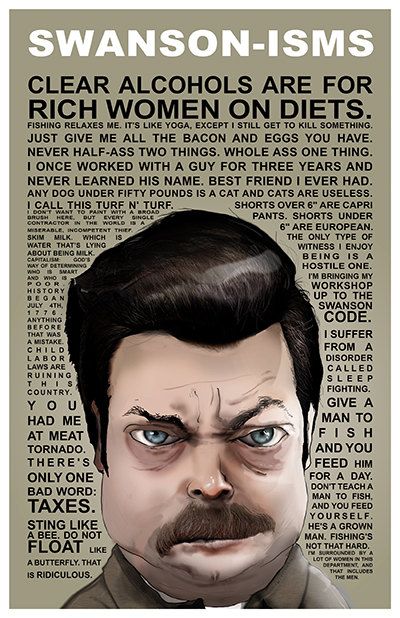 SWANSON-ISMS
CLEAR ALCOHOLS ARE FOR
RICH WOMEN ON DIETS.
FISHING RELAXES ME. IT'S LIKE YOGA, EXCEPT I STILL GET TO KILL SOMETHING.
JUST GIVE ME ALL THE BACON AND EGGS YOU HAVE.
NEVER HALF-ASS TWO THINGS. WHOLE ASS ONE THING.
I ONCE WORKED WITH A GUY FOR THREE YEARS AND
NEVER LEARNED HIS NAME. BEST FRIEND I EVER HAD.
ANY DOG UNDER FIFTY POUNDS IS A CAT AND CATS ARE USELESS.
I CALL THIS TURF N' TURF.
I DON'T WANT TO PAINT WITH A BROAD
BRUSH HERE, BUT EVERY SINGLE
CONTRACTOR IN THE WORLD IS A
MISERABLE, INCOMPETENT THIEF.
SKIM MILK. WHICH IS
WATER THAT'S LYING
ABOUT BEING MILK.
CAPITALISM: GOD'S
WAY OF DETERMINING
WHO IS SMART
AND WHO IS
POOR.
HISTORY
BEGAN
JULY 4TH,
1776.
ANYTHING
BEFORE
THAT WAS
A MISTAKE.
CHILD
LABOR
LAWS ARE
RUINING
THIS
COUNTRY.
YOU
HAD ME
AT MEAT
TORNADO.
THERE'S
ONLY ONE
BAD WORD:
TAXES.
STING LIKE
A BEE. DO NOT
FLOAT LIKE
A BUTTERFLY. THAT
IS RIDICULOUS.
SHORTS OVER 6" ARE CAPRI
PANTS. SHORTS UNDER
6" ARE EUROPEAN.
THE ONLY TYPE OF
WITNESS I ENJOY
BEING IS A
HOSTILE ONE.
I'M BRINGING MY
WORKSHOP
UP TO THE
SWANSON
CODE.
I SUFFER
FROM A
DISORDER
CALLED
SLEEP
FIGHTING.
GIVE A
MAN TO
FISH
AND YOU
FEED HIM
FOR A DAY.
DON'T TEACH A
MAN TO FISH,
AND YOU FEED
YOURSELF.
HE'S A GROWN
MAN. FISHING'S
NOT THAT HARD.
I'M SURROUNDED BY A
LOT OF WOMEN IN THIS
DEPARTMENT, AND
THAT INCLUDES
THE MEN.